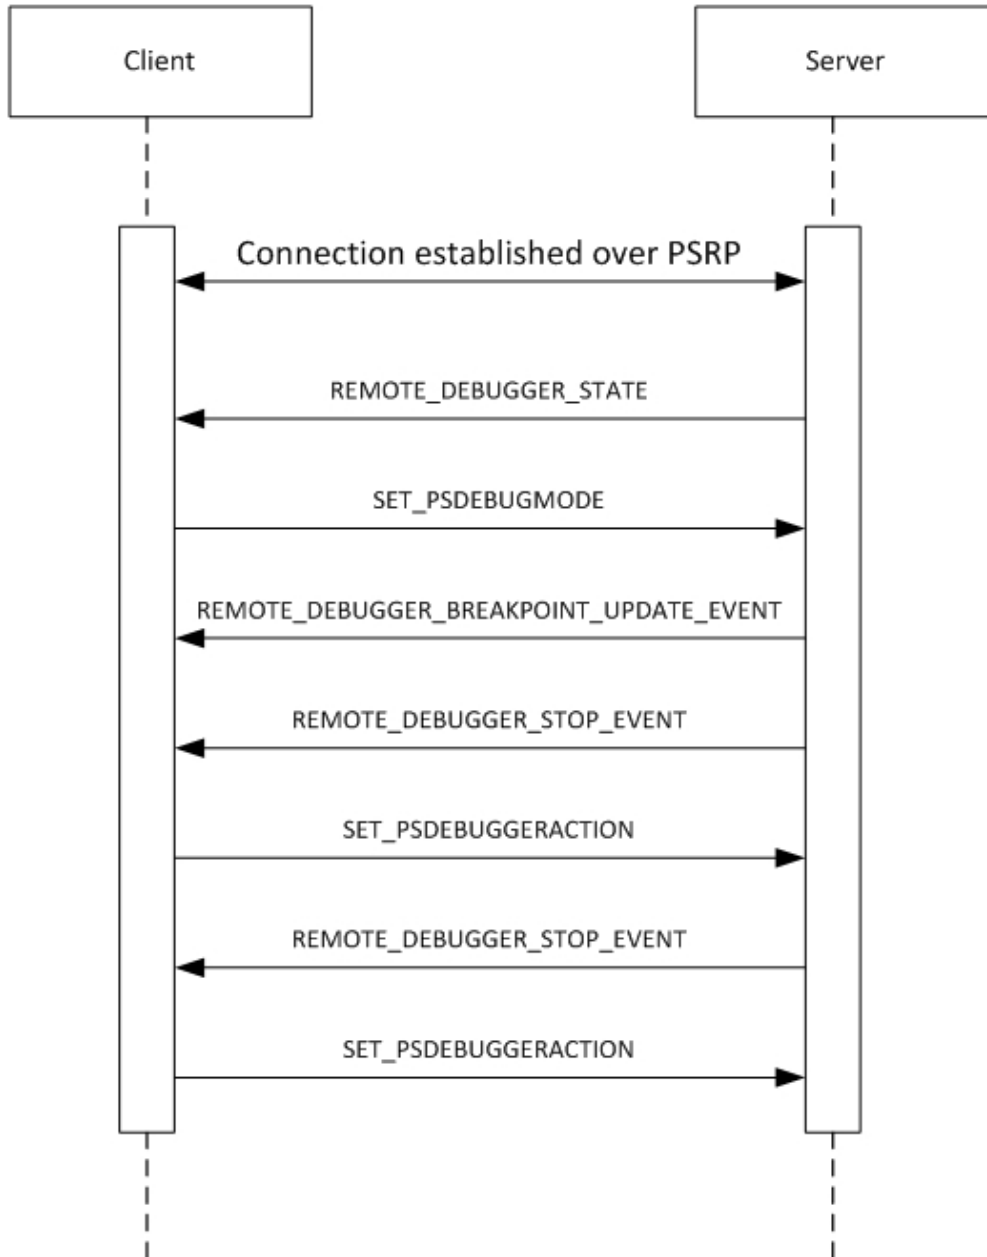 Client
Server
Connection established over PSRP
REMOTE_DEBUGGER_STATE
SET_PSDEBUGMODE
REMOTE_DEBUGGER_BREAKPOINT_UPDATE_EVENT
REMOTE_DEBUGGER_STOP_EVENT
SET_PSDEBUGGERACTION
REMOTE_DEBUGGER_STOP_EVENT
SET_PSDEBUGGERACTION